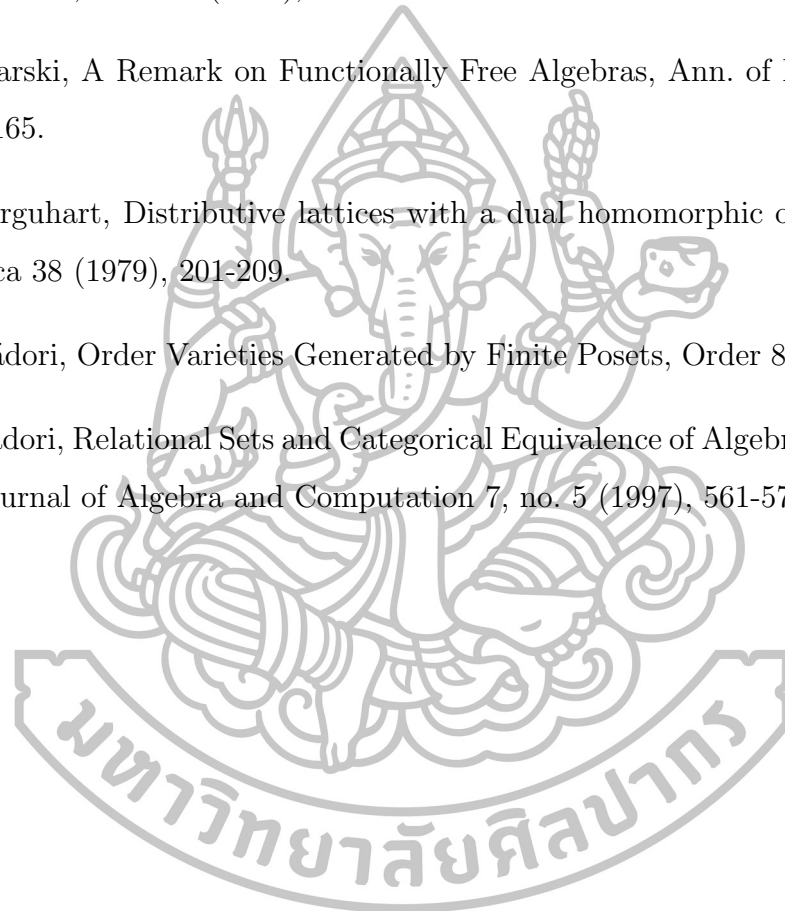 arski, A Remark on Functionally Free Algebras, Ann. of
165.
rguhart, Distributive lattices with a dual homomorphic
ca 38 (1979), 201-209.
ádori, Order Varieties Generated by Finite Posets, Order 8
ádori, Relational Sets and Categorical Equivalence of Algebr
urnal of Algebra and Computation 7, no. 5 (1997), 561-57
มหาวิทยาลัยศิลปากร